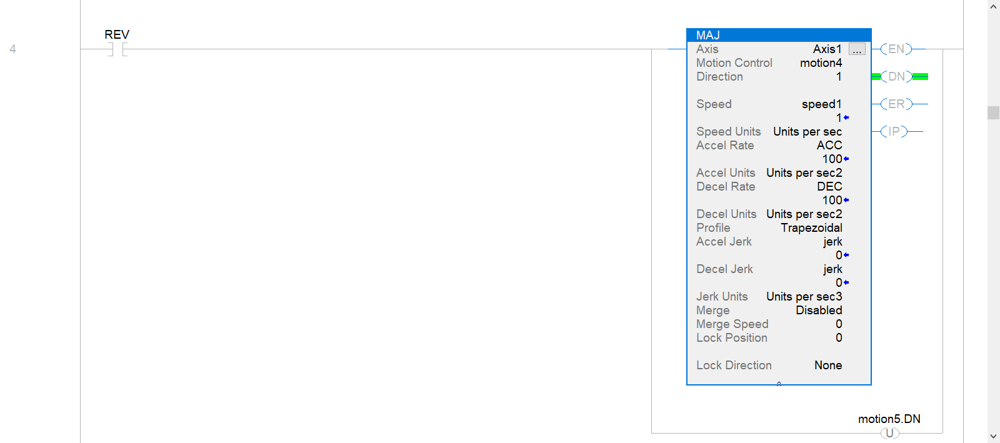 REV
4
MAJ
Axis Axis1 ...
Motion Control motion4
Direction 1
Speed speed1
1
Speed Units Units per sec
Accel Rate ACC
100
Accel Units Units per sec2
Decel Rate DEC
100
Decel Units Units per sec2
Profile Trapezoidal
Accel Jerk jerk
0
Decel Jerk jerk
0
Jerk Units Units per sec3
Merge Disabled
Merge Speed 0
Lock Position 0
Lock Direction None
EN
DN
ER
IP
motion5.DN
U